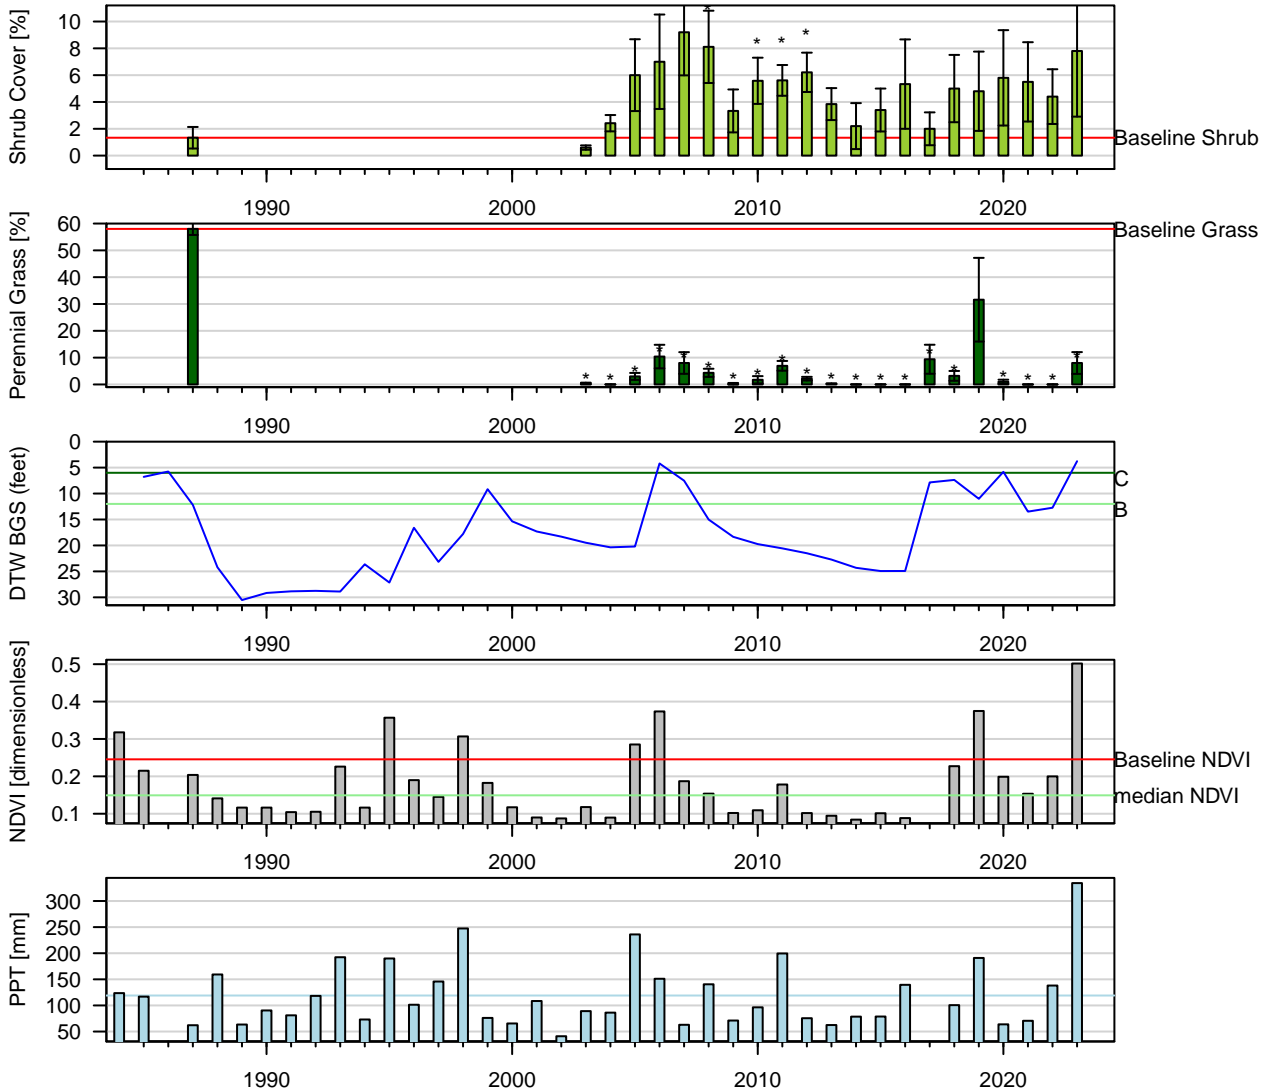 Shrub Cover [%]
10
8
6
4
2
0
* * * *
Baseline Shrub
1990 2000 2010 2020
Perennial Grass [%]
60
50
40
30
20
10
0
* * * * * * * * * * * * * * * * * * * *
Baseline Grass
1990 2000 2010 2020
DTW BGS (feet)
0
5
10
15
20
25
30
C
B
1990 2000 2010 2020
NDVI [dimensionless]
0.5
0.4
0.3
0.2
0.1
Baseline NDVI
median NDVI
1990 2000 2010 2020
PPT [mm]
300
250
200
150
100
50
1990 2000 2010 2020